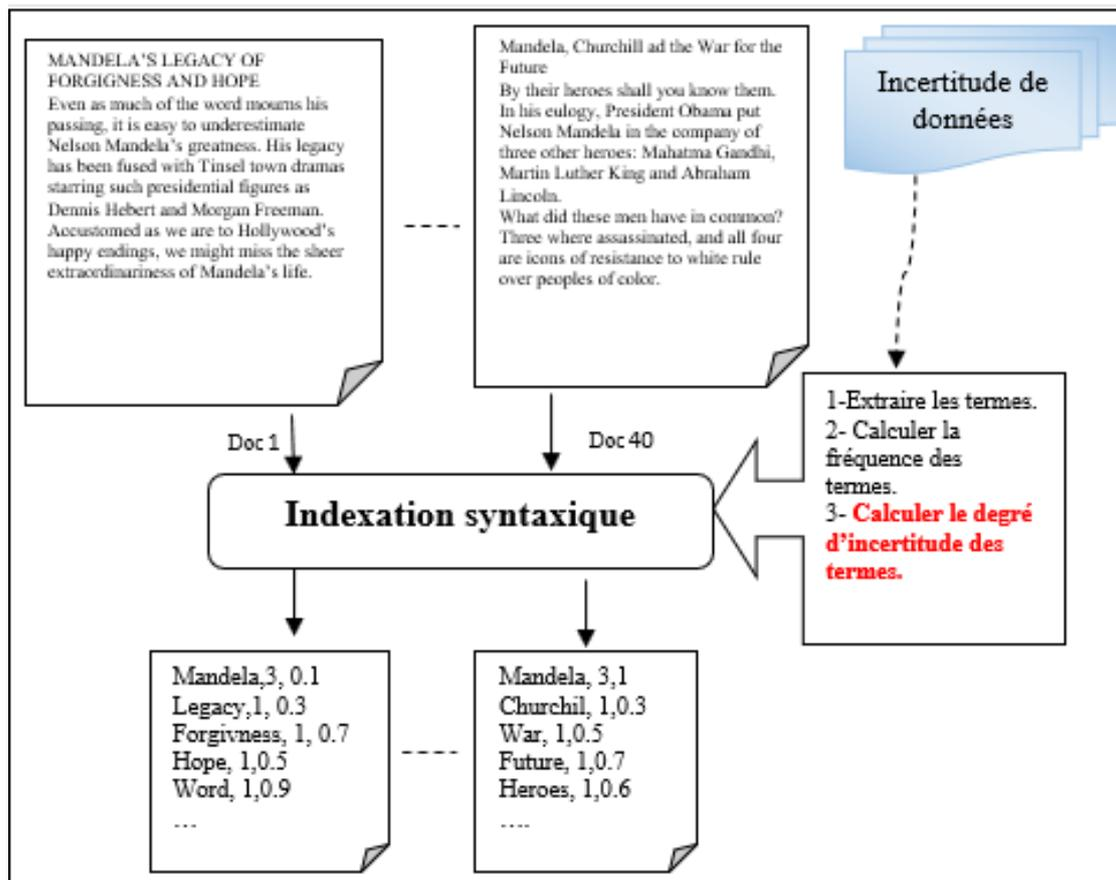 MANDELA'S LEGACY OF
FORGIGNESS AND HOPE
Even as much of the word mourns his
passing, it is easy to underestimate
Nelson Mandela's greatness. His legacy
has been fused with Tinsel town dramas
starring such presidential figures as
Dennis Hebert and Morgan Freeman.
Accustomed as we are to Hollywood's
happy endings, we might miss the sheer
extraordinariness of Mandela's life.
Mandela, Churchill ad the War for the
Future
By their heroes shall you know them.
In his eulogy, President Obama put
Nelson Mandela in the company of
three other heroes: Mahatma Gandhi,
Martin Luther King and Abraham
Lincoln.
What did these men have in common?
Three where assassinated, and all four
are icons of resistance to white rule
over peoples of color.
Incertitude de
données
1-Extraire les termes.
2- Calculer la
fréquence des
termes.
3- Calculer le degré
d'incertitude des
termes.
Doc 1
Doc 40
Indexation syntaxique
Mandela,3, 0.1
Legacy,1, 0.3
Forgivness, 1, 0.7
Hope, 1,0.5
Word, 1,0.9
...
Mandela, 3,1
Churchil, 1,0.3
War, 1,0.5
Future, 1,0.7
Heroes, 1,0.6
....